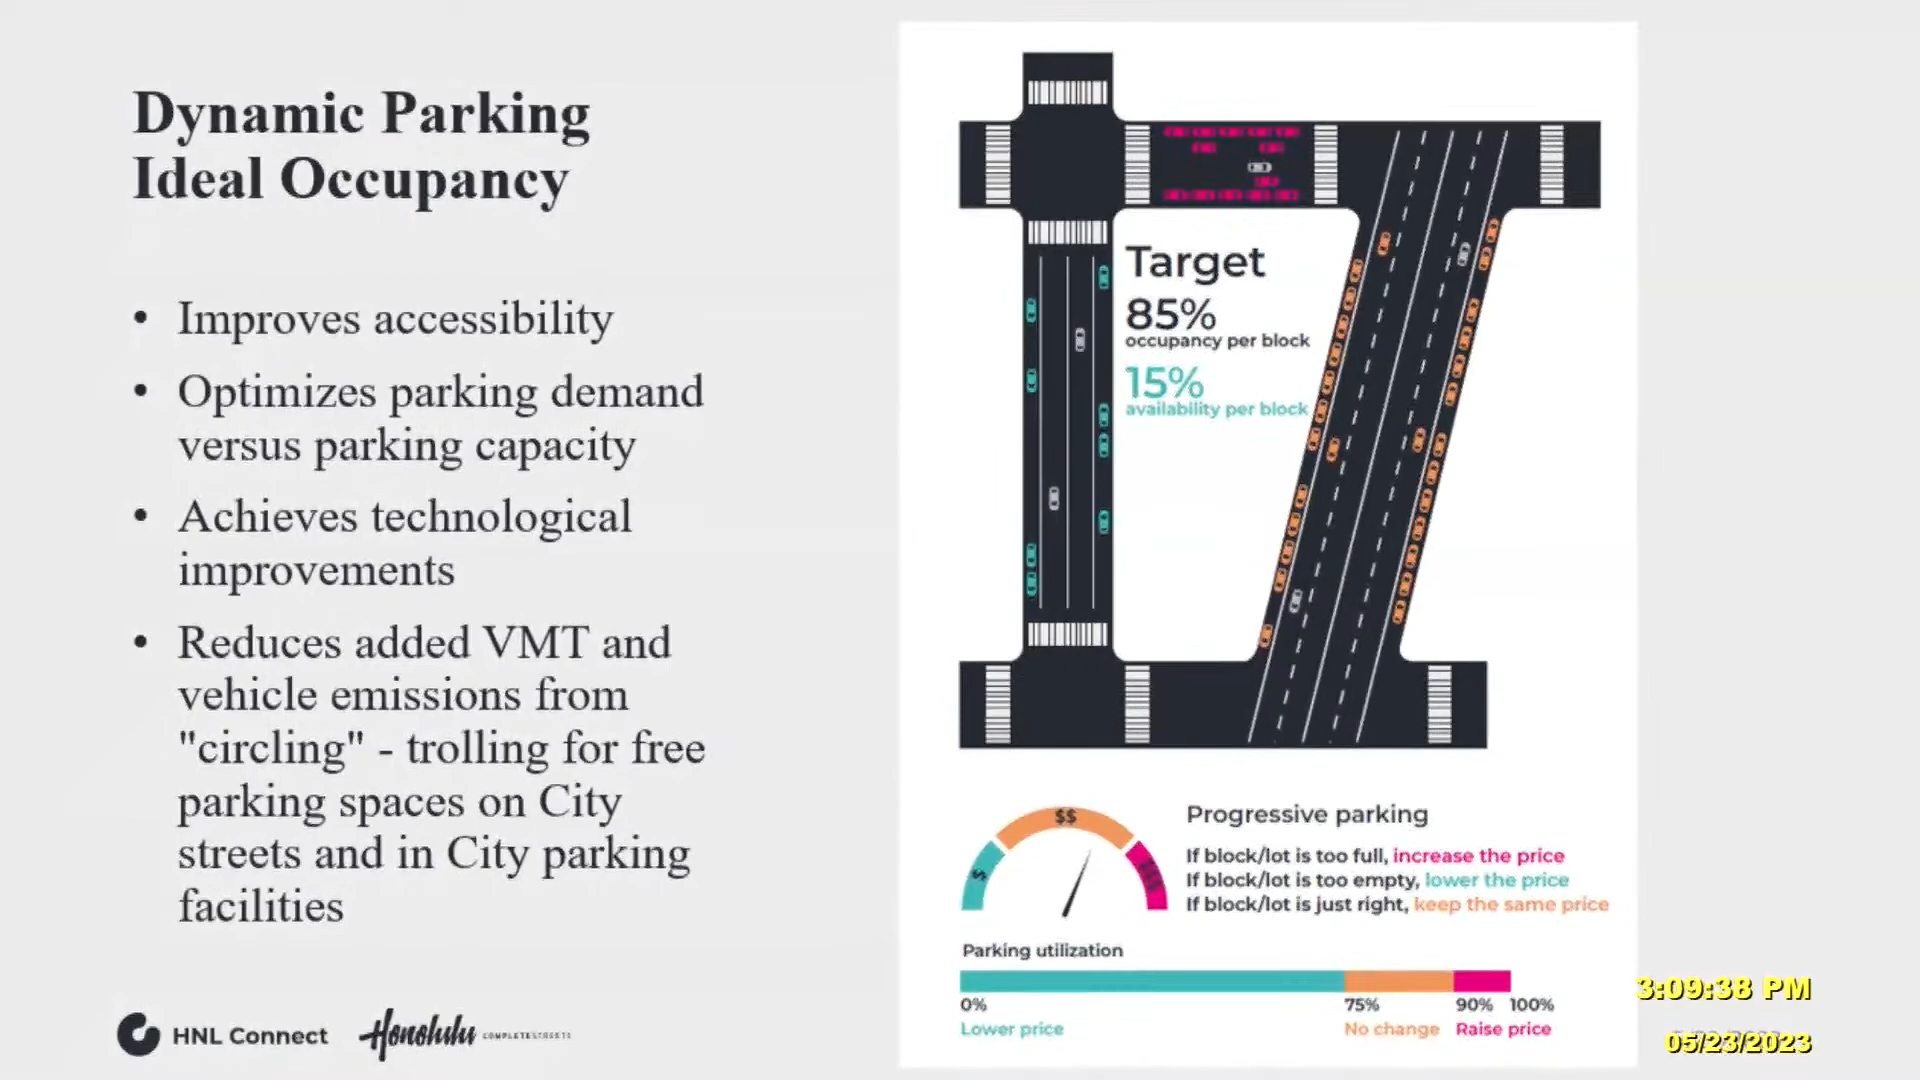 Dynamic Parking
Ideal Occupancy
• Improves accessibility
• Optimizes parking demand
versus parking capacity
• Achieves technological
improvements
• Reduces added VMT and
vehicle emissions from
"circling" - trolling for free
parking spaces on City
streets and in City parking
facilities
HNL Connect
Honolulu
COMPLETE STREETS
Target
85%
occupancy per block
15%
availability per block
$
$$
$$$
Progressive parking
If block/lot is too full, increase the price
If block/lot is too empty, lower the price
If block/lot is just right, keep the same price
Parking utilization
0% 75% 90% 100%
Lower price No change Raise price
3:09:38 PM
05/23/2023